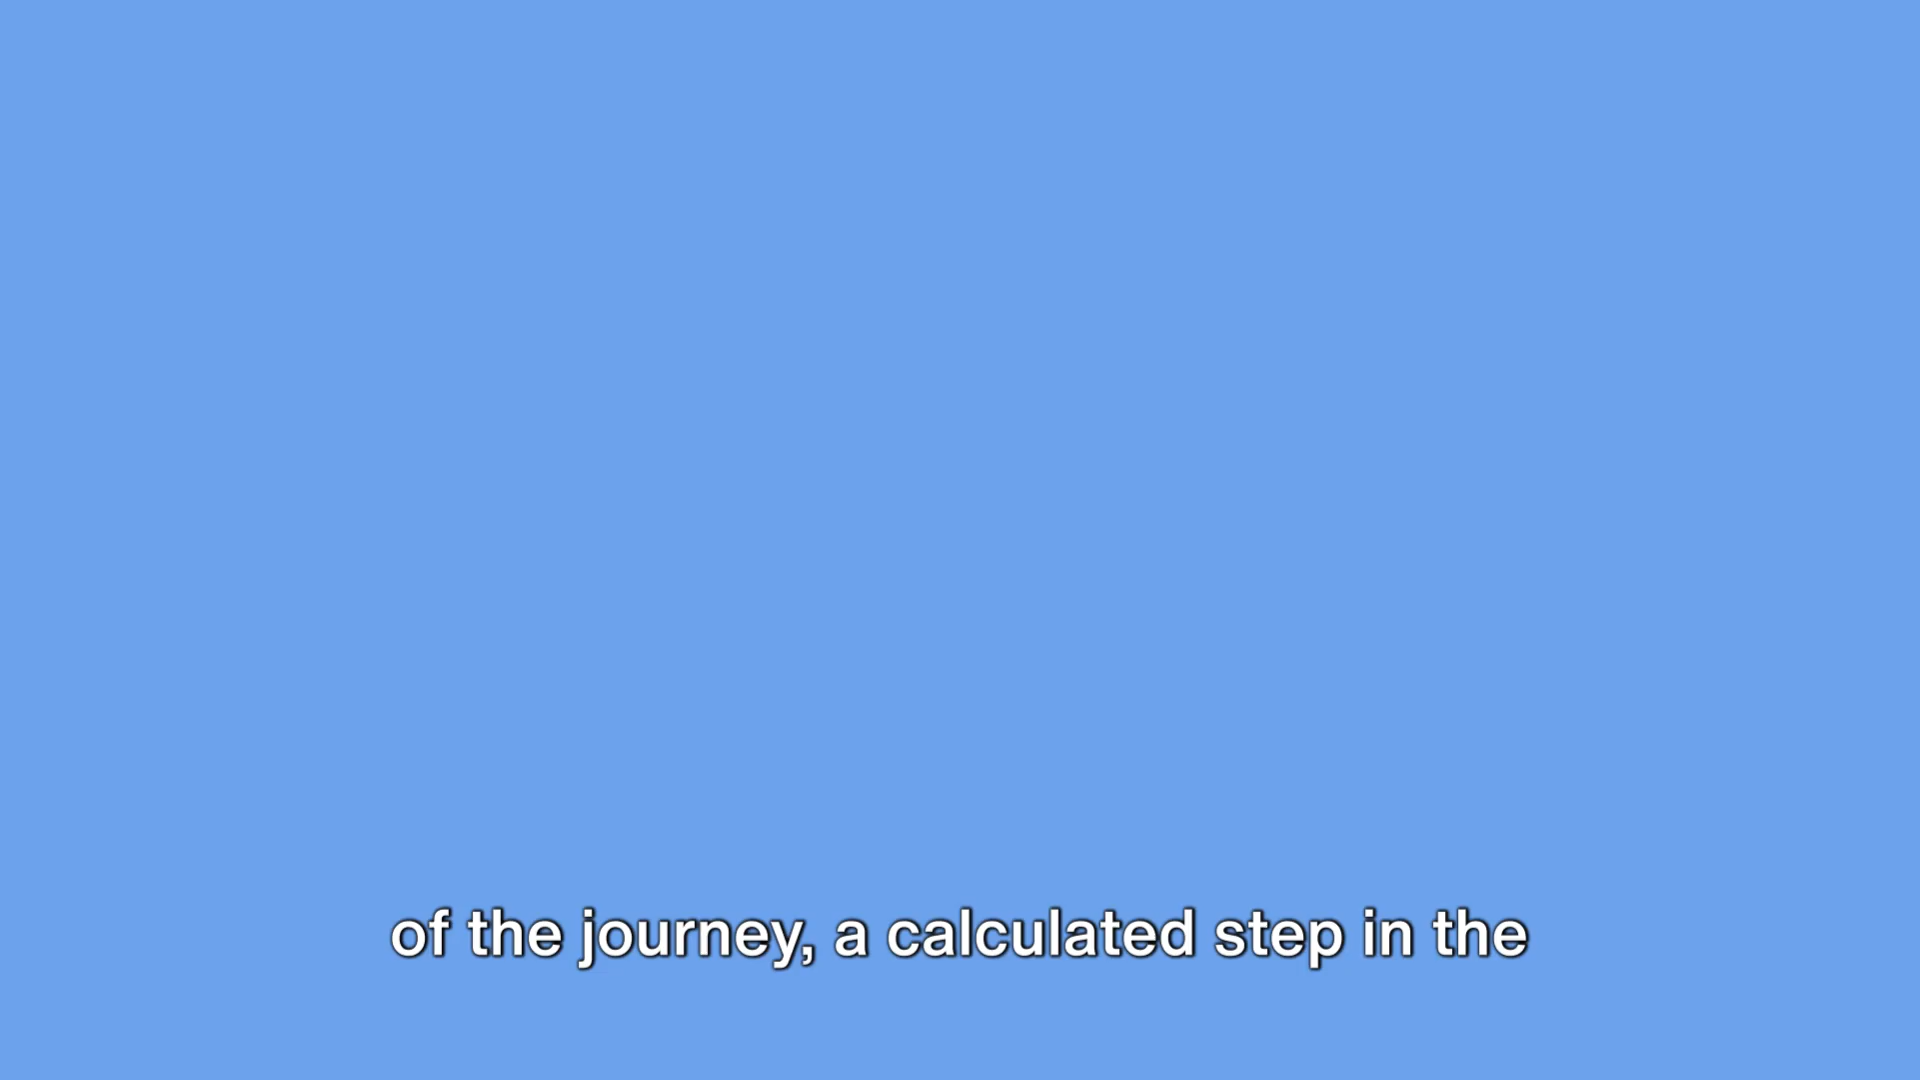 of the journey, a calculated step in the